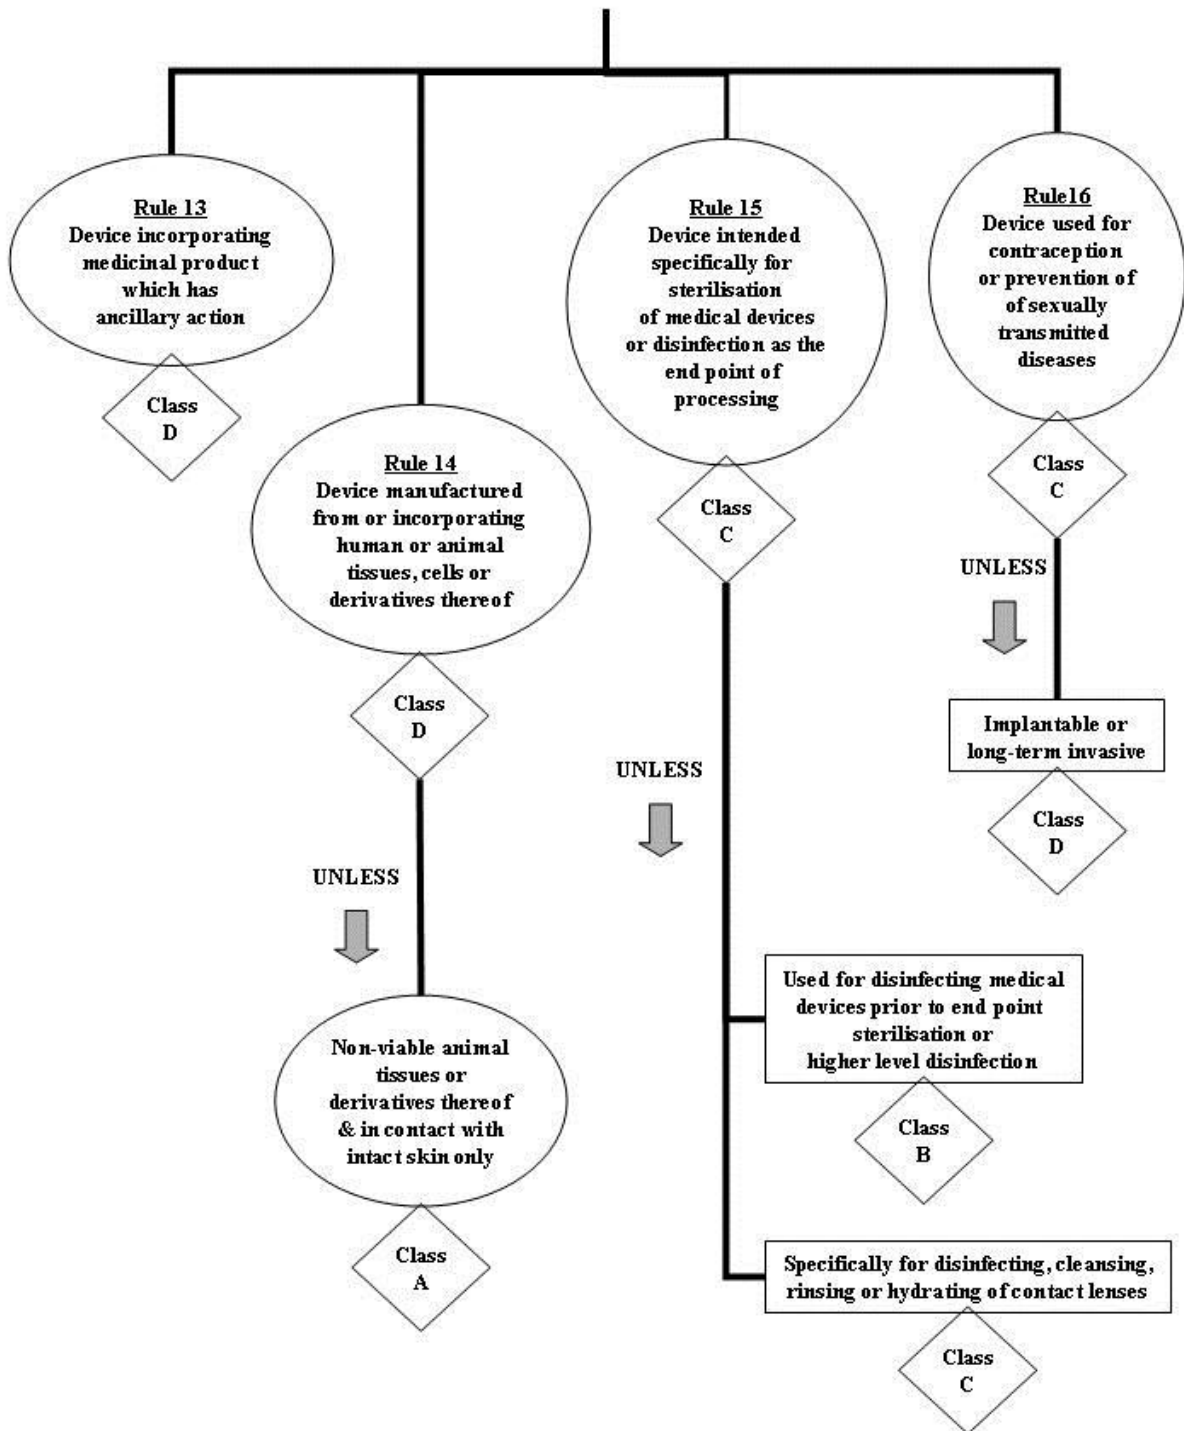 Rule 13
Device incorporating
medicinal product
which has
ancillary action
Class
D
Rule 14
Device manufactured
from or incorporating
human or animal
tissues, cells or
derivatives thereof
Class
D
UNLESS
Non-viable animal
tissues or
derivatives thereof
& in contact with
intact skin only
Class
A
Rule 15
Device intended
specifically for
sterilisation
of medical devices
or disinfection as the
end point of
processing
Class
C
UNLESS
Used for disinfecting medical
devices prior to end point
sterilisation or
higher level disinfection
Class
B
Specifically for disinfecting, cleansing,
rinsing or hydrating of contact lenses
Class
C
Rule16
Device used for
contraception
or prevention of
of sexually
transmitted
diseases
Class
C
UNLESS
Implantable or
long-term invasive
Class
D